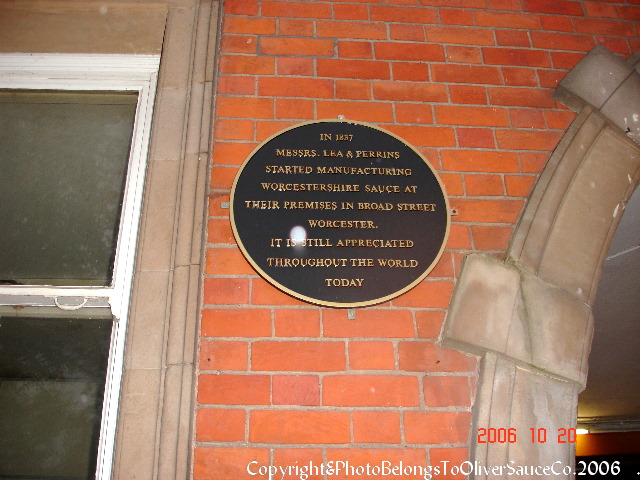 IN 1837
MESSRS. LEA & PERRINS
STARTED MANUFACTURING
WORCESTERSHIRE SAUCE AT
THEIR PREMISES IN BROAD STREET
WORCESTER.
IT IS STILL APPRECIATED
THROUGHOUT THE WORLD
TODAY
2006 10 20
Copyright&PhotoBelongsToOliverSauceCo.2006 .